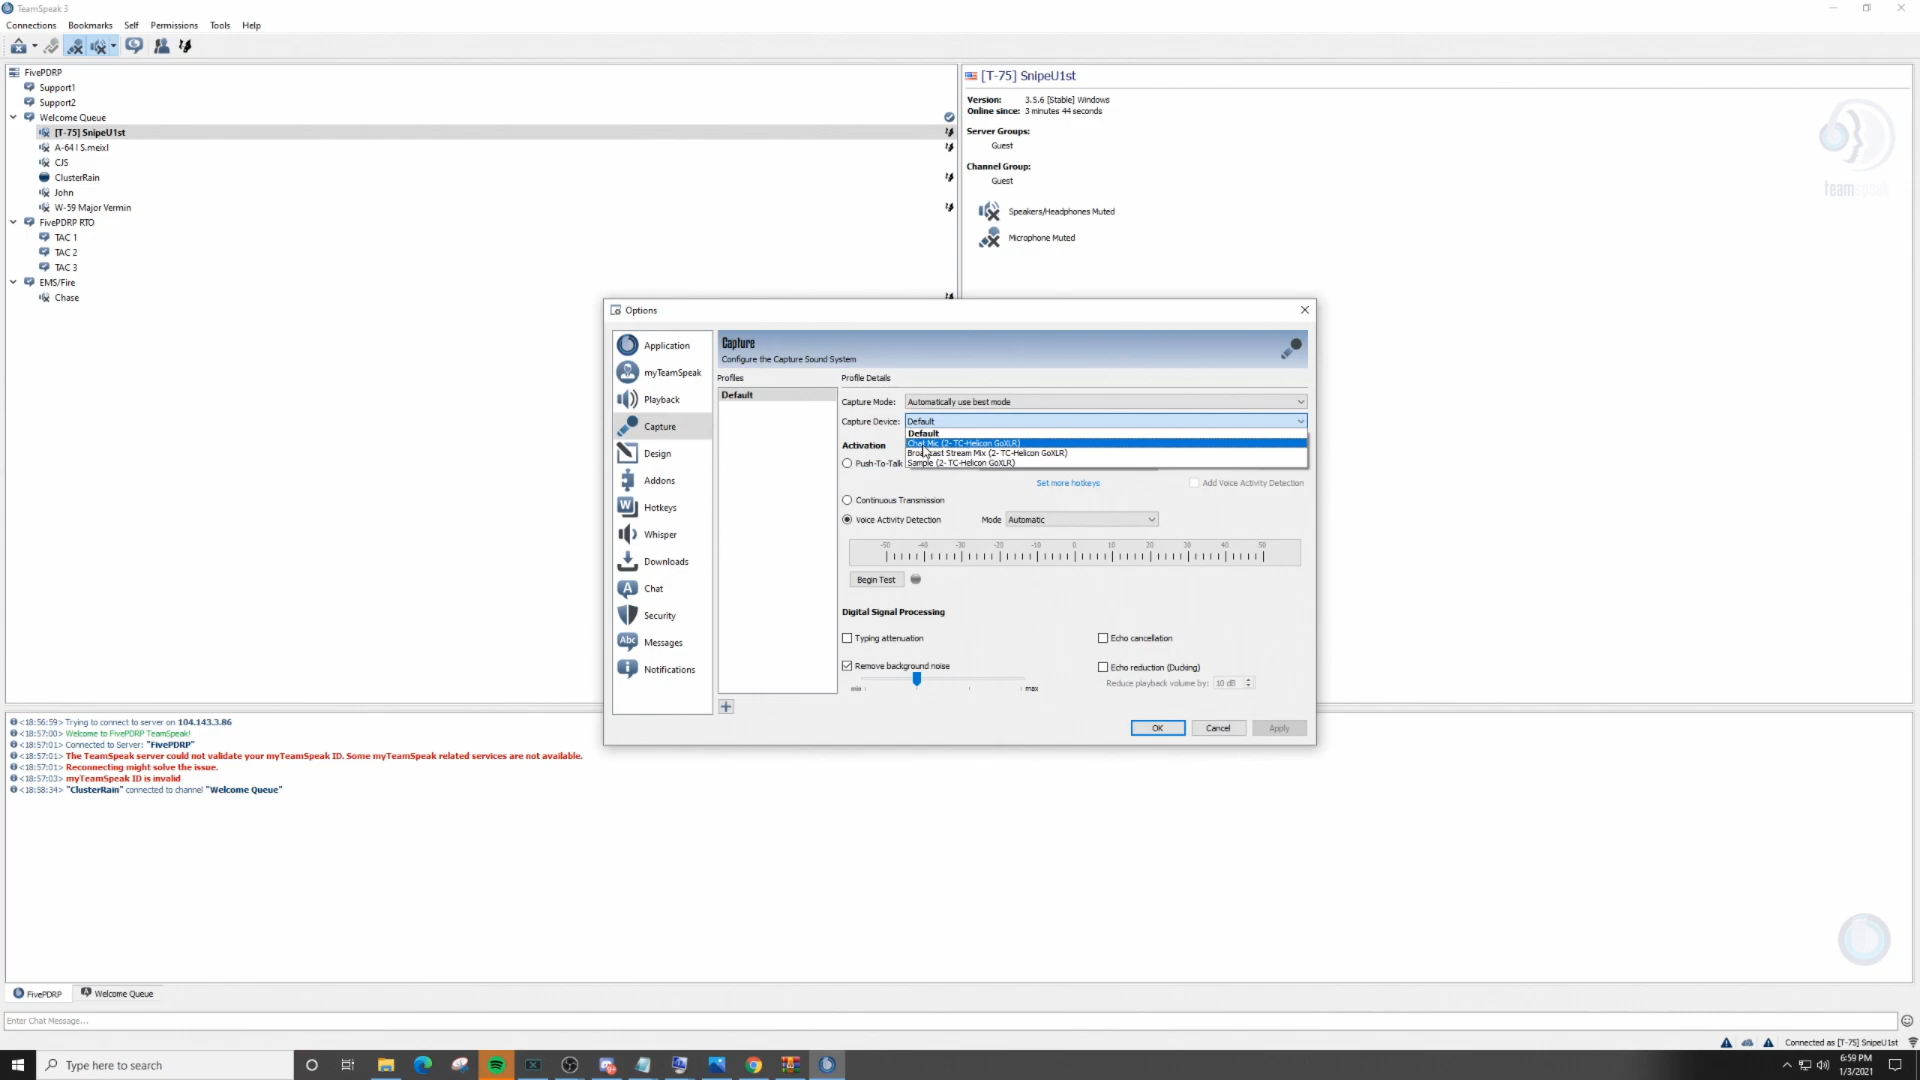 TeamSpeak 3
Connections Bookmarks Self Permissions Tools Help
FivePDRP
Support1
Support2
Welcome Queue
[T-75] SnipeU1st
A-64 | S.meixl
CJS
ClusterRain
John
W-59 Major Vermin
FivePDRP RTO
TAC 1
TAC 2
TAC 3
EMS/Fire
Chase
[T-75] SnipeU1st
Version: 3.5.6 [Stable] Windows
Online since: 3 minutes 44 seconds
Server Groups:
Guest
Channel Group:
Guest
Speakers/Headphones Muted
Microphone Muted
teamspeak
Options
Application
myTeamSpeak
Playback
Capture
Design
Addons
Hotkeys
Whisper
Downloads
Chat
Security
Messages
Notifications
Capture
Configure the Capture Sound System
Profiles
Default
Profile Details
Capture Mode: Automatically use best mode
Capture Device: Default
Default
Chat Mic (2- TC-Helicon GoXLR)
Broadcast Stream Mix (2- TC-Helicon GoXLR)
Sample (2- TC-Helicon GoXLR)
Activation
Push-To-Talk
Set more hotkeys
Add Voice Activity Detection
Continuous Transmission
Voice Activity Detection Mode Automatic
-50 -40 -30 -20 -10 0 10 20 30 40 50
Begin Test
Digital Signal Processing
Typing attenuation
Echo cancellation
Remove background noise
Echo reduction (Ducking)
min max
Reduce playback volume by: 10 dB
OK Cancel Apply
<18:56:59> Trying to connect to server on 104.143.3.86
<18:57:00> Welcome to FivePDRP TeamSpeak!
<18:57:01> Connected to Server: "FivePDRP"
<18:57:01> The TeamSpeak server could not validate your myTeamSpeak ID. Some myTeamSpeak related services are not available.
<18:57:01> Reconnecting might solve the issue.
<18:57:03> myTeamSpeak ID is invalid
<18:58:34> "ClusterRain" connected to channel "Welcome Queue"
FivePDRP Welcome Queue
Enter Chat Message...
Connected as [T-75] SnipeU1st
Type here to search
6:59 PM
1/3/2021